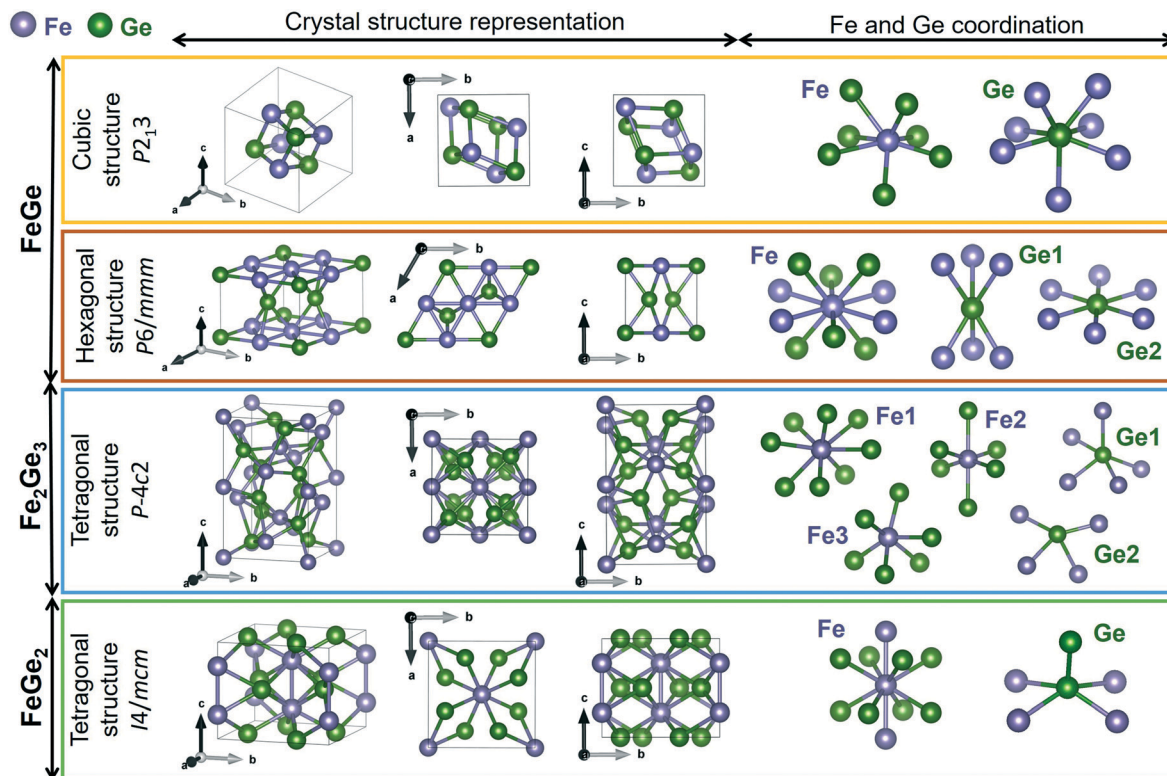 Fe Ge
Crystal structure representation
Fe and Ge coordination
FeGe
Cubic
structure
P2₁3
c
a
b
b
a
c
b
Fe
Ge
Hexagonal
structure
P6/mmm
c
a
b
b
a
c
b
Fe
Ge1
Ge2
Fe₂Ge₃
Tetragonal
structure
P-4c2
c
a
b
b
a
c
a
b
Fe1
Fe2
Ge1
Fe3
Ge2
FeGe₂
Tetragonal
structure
I4/mcm
c
a
b
b
a
c
a
b
Fe
Ge